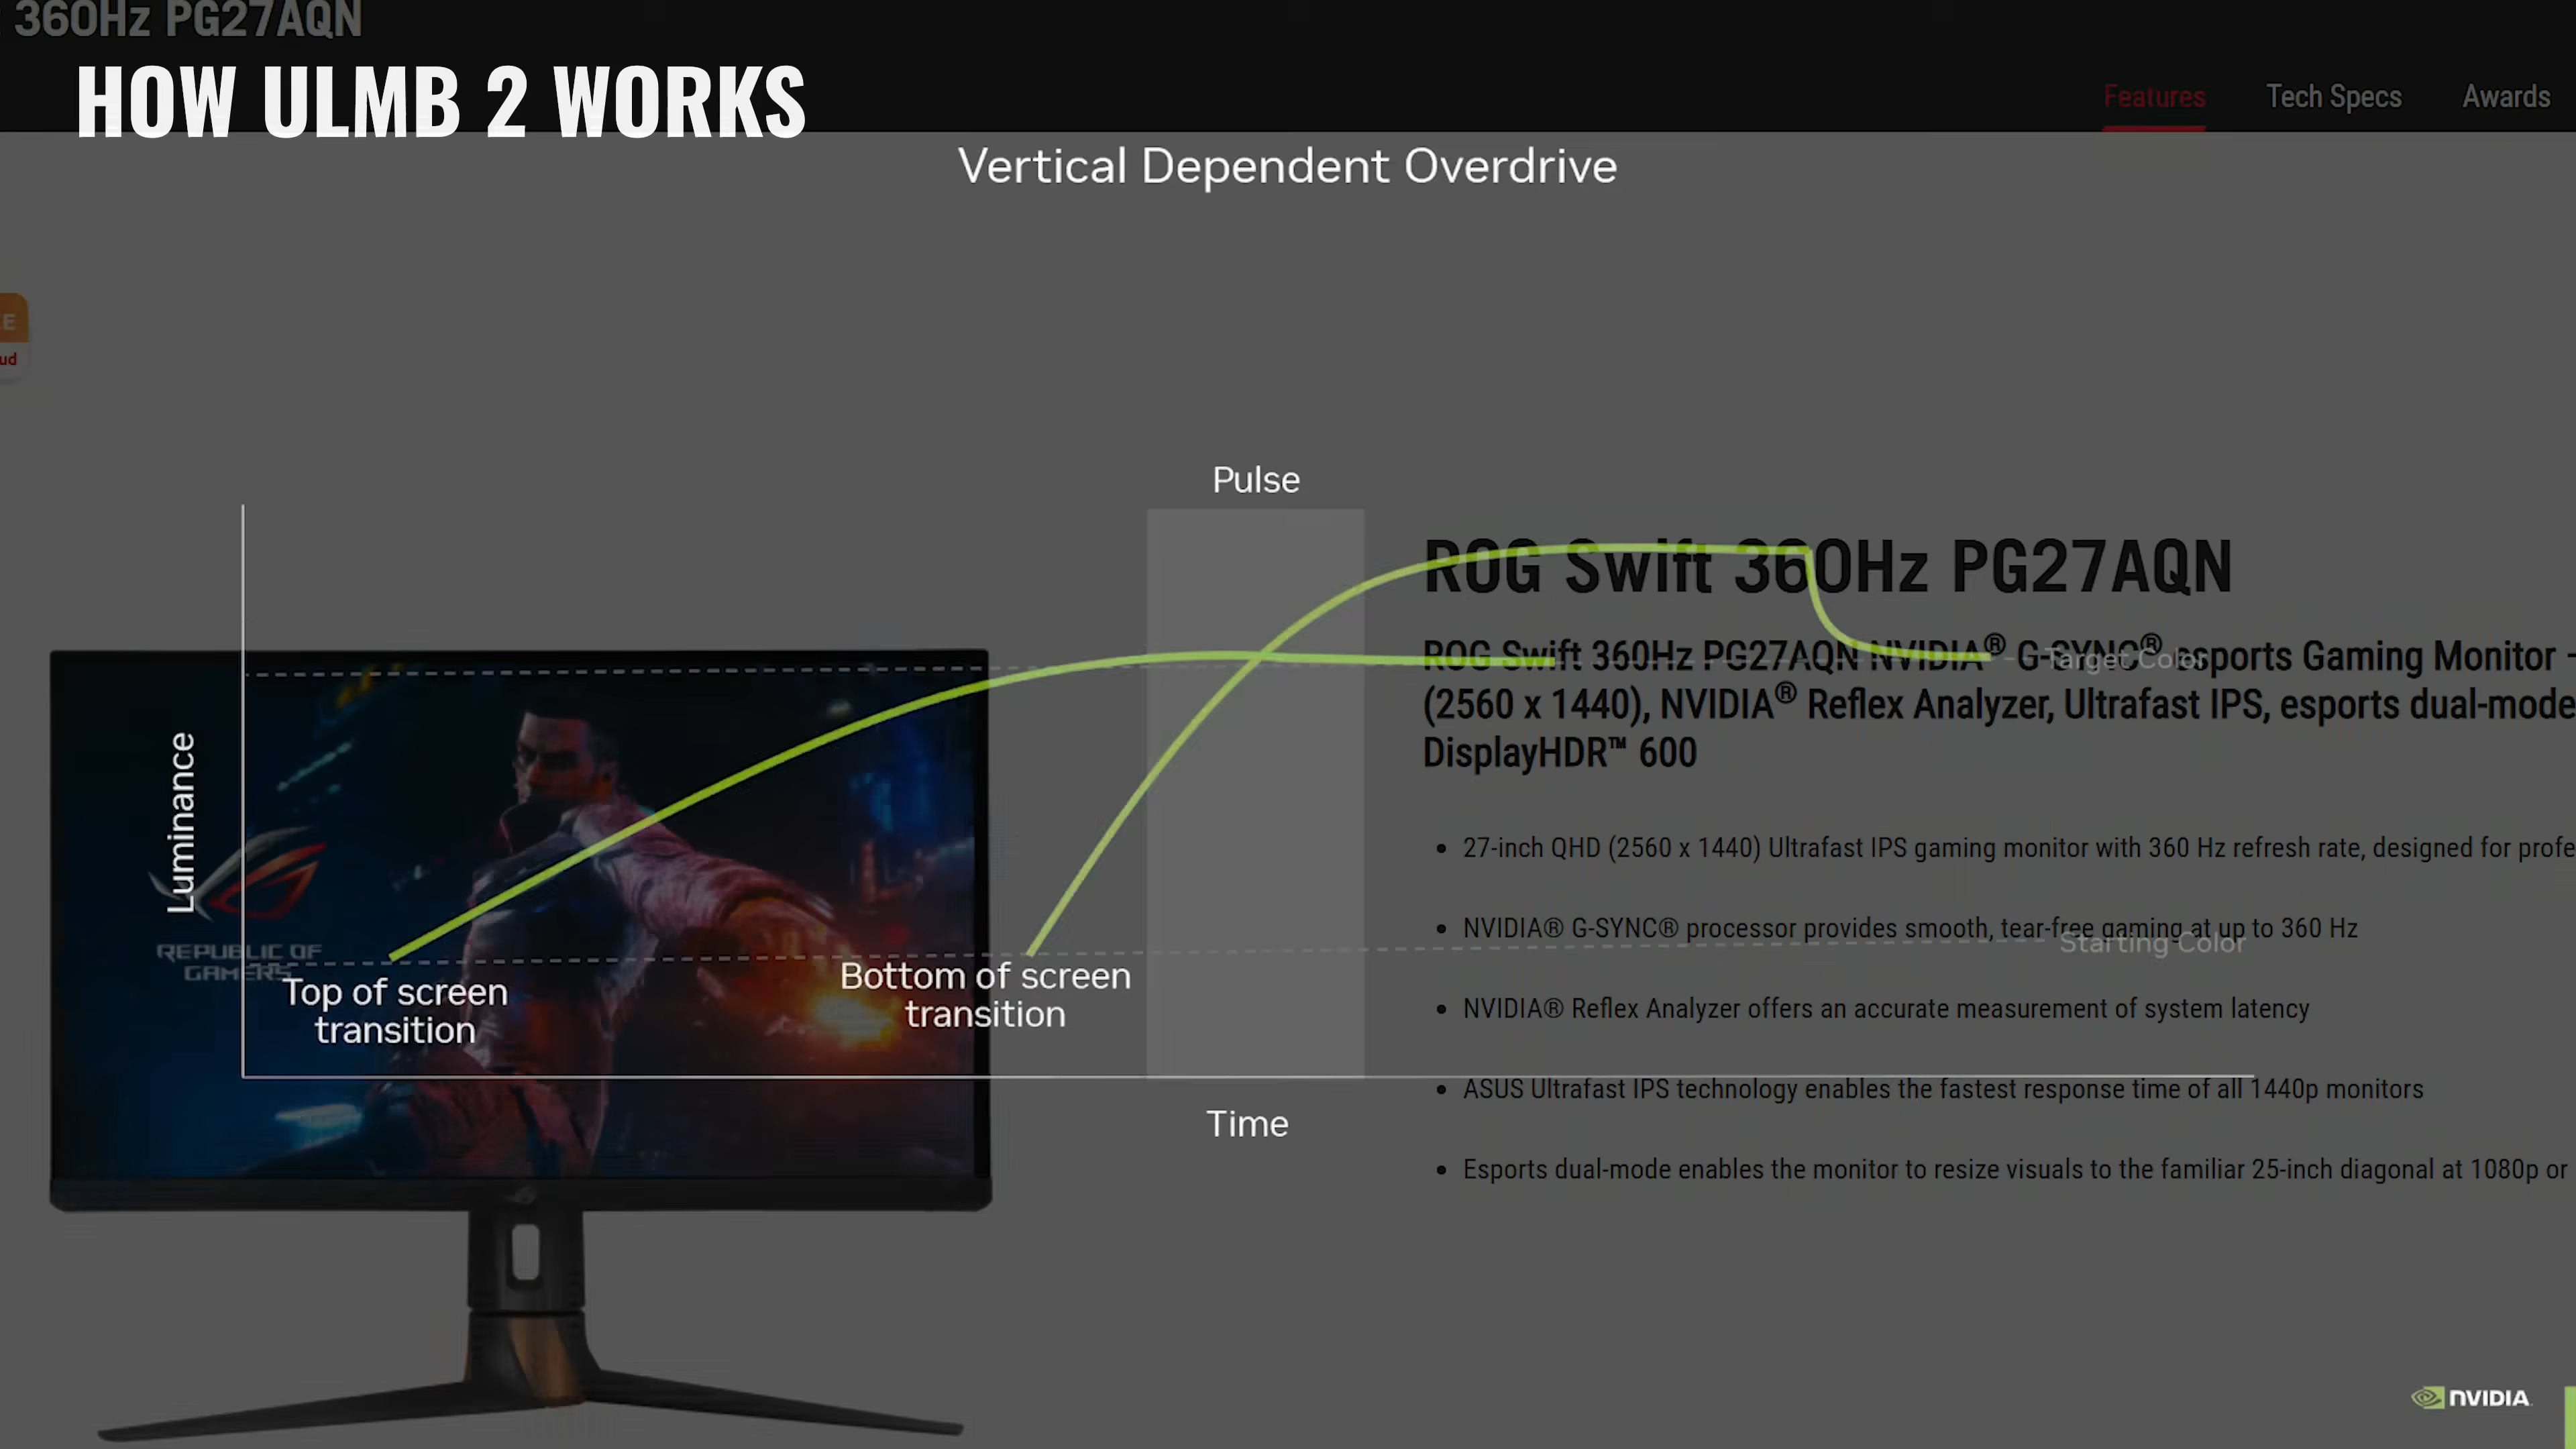 360Hz PG27AQN
HOW ULMB 2 WORKS
Features
Tech Specs
Awards
Vertical Dependent Overdrive
E
ud
Pulse
ROG Swift 360Hz PG27AQN
ROG Swift 360Hz PG27AQN NVIDIA® G-SYNC® esports Gaming Monitor -
(2560 x 1440), NVIDIA® Reflex Analyzer, Ultrafast IPS, esports dual-mode
DisplayHDR™ 600
Target Color
Luminance
27-inch QHD (2560 x 1440) Ultrafast IPS gaming monitor with 360 Hz refresh rate, designed for profe
NVIDIA® G-SYNC® processor provides smooth, tear-free gaming at up to 360 Hz
Starting Color
REPUBLIC OF
GAMERS
Top of screen
transition
Bottom of screen
transition
NVIDIA® Reflex Analyzer offers an accurate measurement of system latency
ASUS Ultrafast IPS technology enables the fastest response time of all 1440p monitors
Time
Esports dual-mode enables the monitor to resize visuals to the familiar 25-inch diagonal at 1080p or
NVIDIA